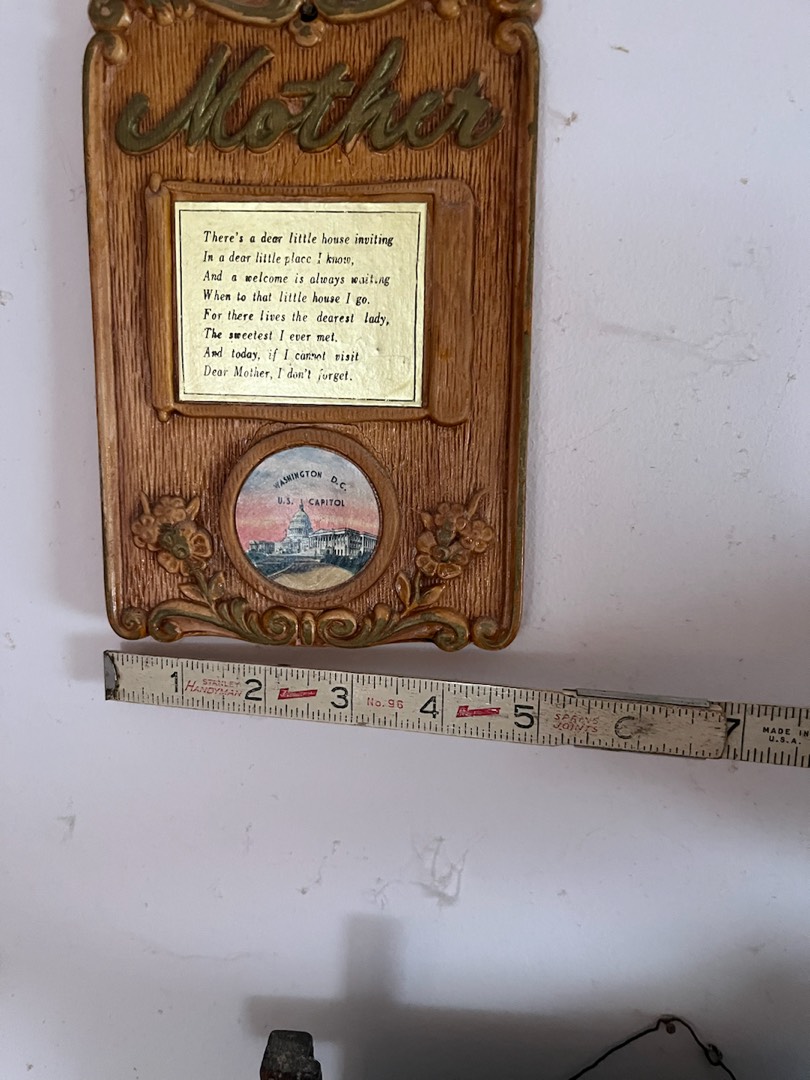 Mother
There's a dear little house inviting
In a dear little place I know,
And a welcome is always waiting
When to that little house I go.
For there lives the dearest lady,
The sweetest I ever met.
And today, if I cannot visit
Dear Mother, I don't forget.
WASHINGTON D.C.
U.S. CAPITOL
1 STANLEY HANDYMAN 2 3 No. 96 4 5 6 7 MADE IN U.S.A.